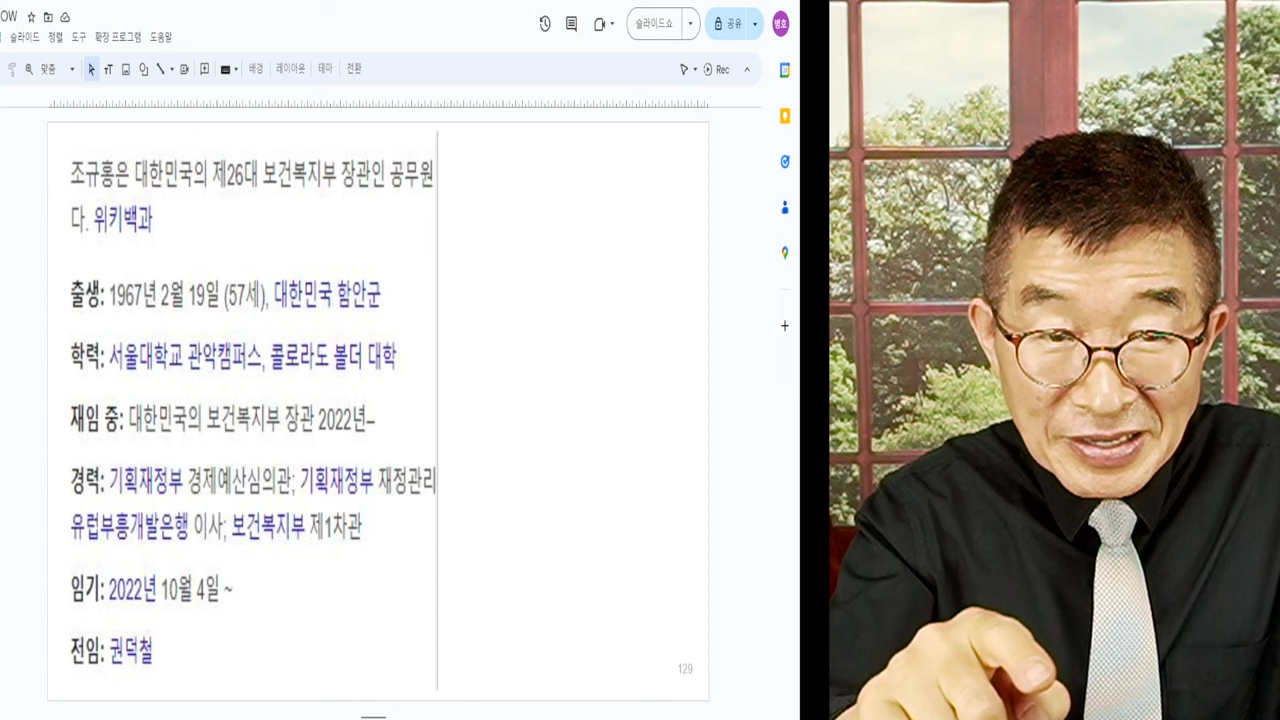 OW
슬라이드 정렬 도구 확장 프로그램 도움말
슬라이드쇼
공유
병호
맞춤
배경 레이아웃 테마 전환
Rec
조규홍은 대한민국의 제26대 보건복지부 장관인 공무원
다. 위키백과
출생: 1967년 2월 19일 (57세), 대한민국 함안군
학력: 서울대학교 관악캠퍼스, 콜로라도 볼더 대학
재임 중: 대한민국의 보건복지부 장관 2022년–
경력: 기획재정부 경제예산심의관; 기획재정부 재정관리
유럽부흥개발은행 이사; 보건복지부 제1차관
임기: 2022년 10월 4일 ~
전임: 권덕철
129